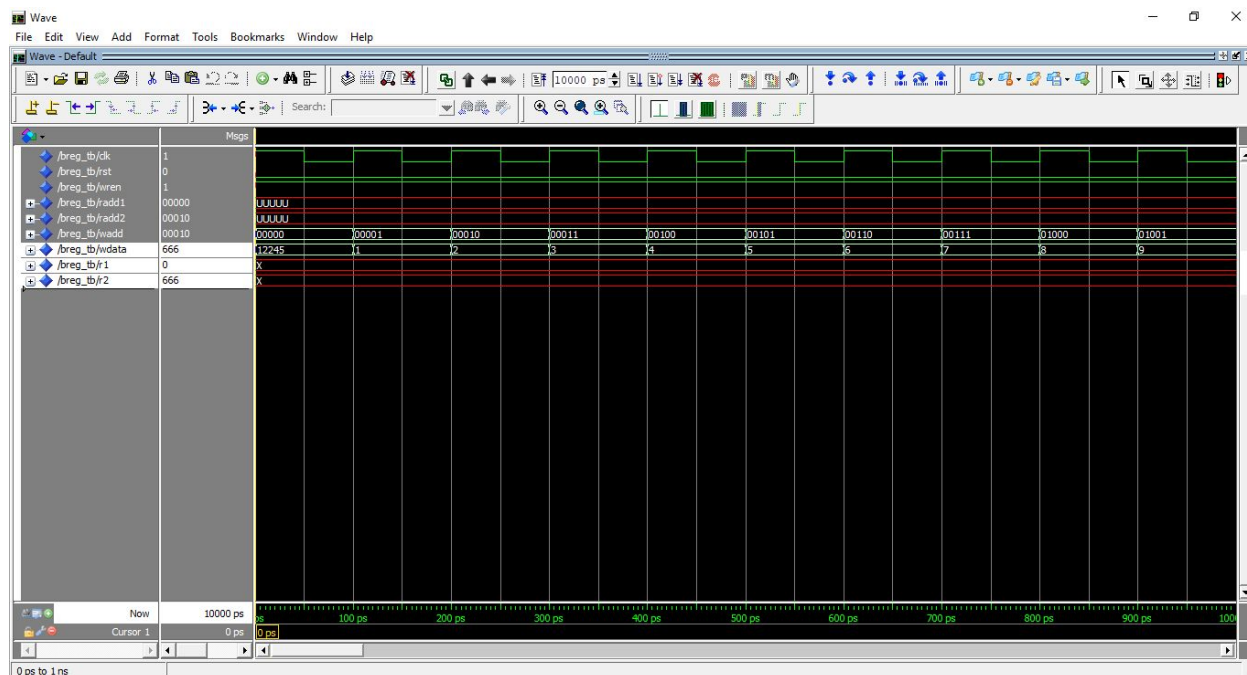 Wave
File Edit View Add Format Tools Bookmarks Window Help
Wave - Default
10000 ps
Search:
Msgs
/breg_tb/clk 1
/breg_tb/rst 0
/breg_tb/wren 1
/breg_tb/radd1 00000 UUUUU
/breg_tb/radd2 00010 UUUUU
/breg_tb/wadd 00010 00000 00001 00010 00011 00100 00101 00110 00111 01000 01001
/breg_tb/wdata 666 12245 1 2 3 4 5 6 7 8 9
/breg_tb/r1 0 X
/breg_tb/r2 666 X
Now 10000 ps ps 100 ps 200 ps 300 ps 400 ps 500 ps 600 ps 700 ps 800 ps 900 ps 1000
Cursor 1 0 ps 0 ps
0 ps to 1 ns